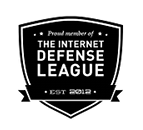 Proud member of
THE INTERNET
DEFENSE
LEAGUE
• EST 2012 •